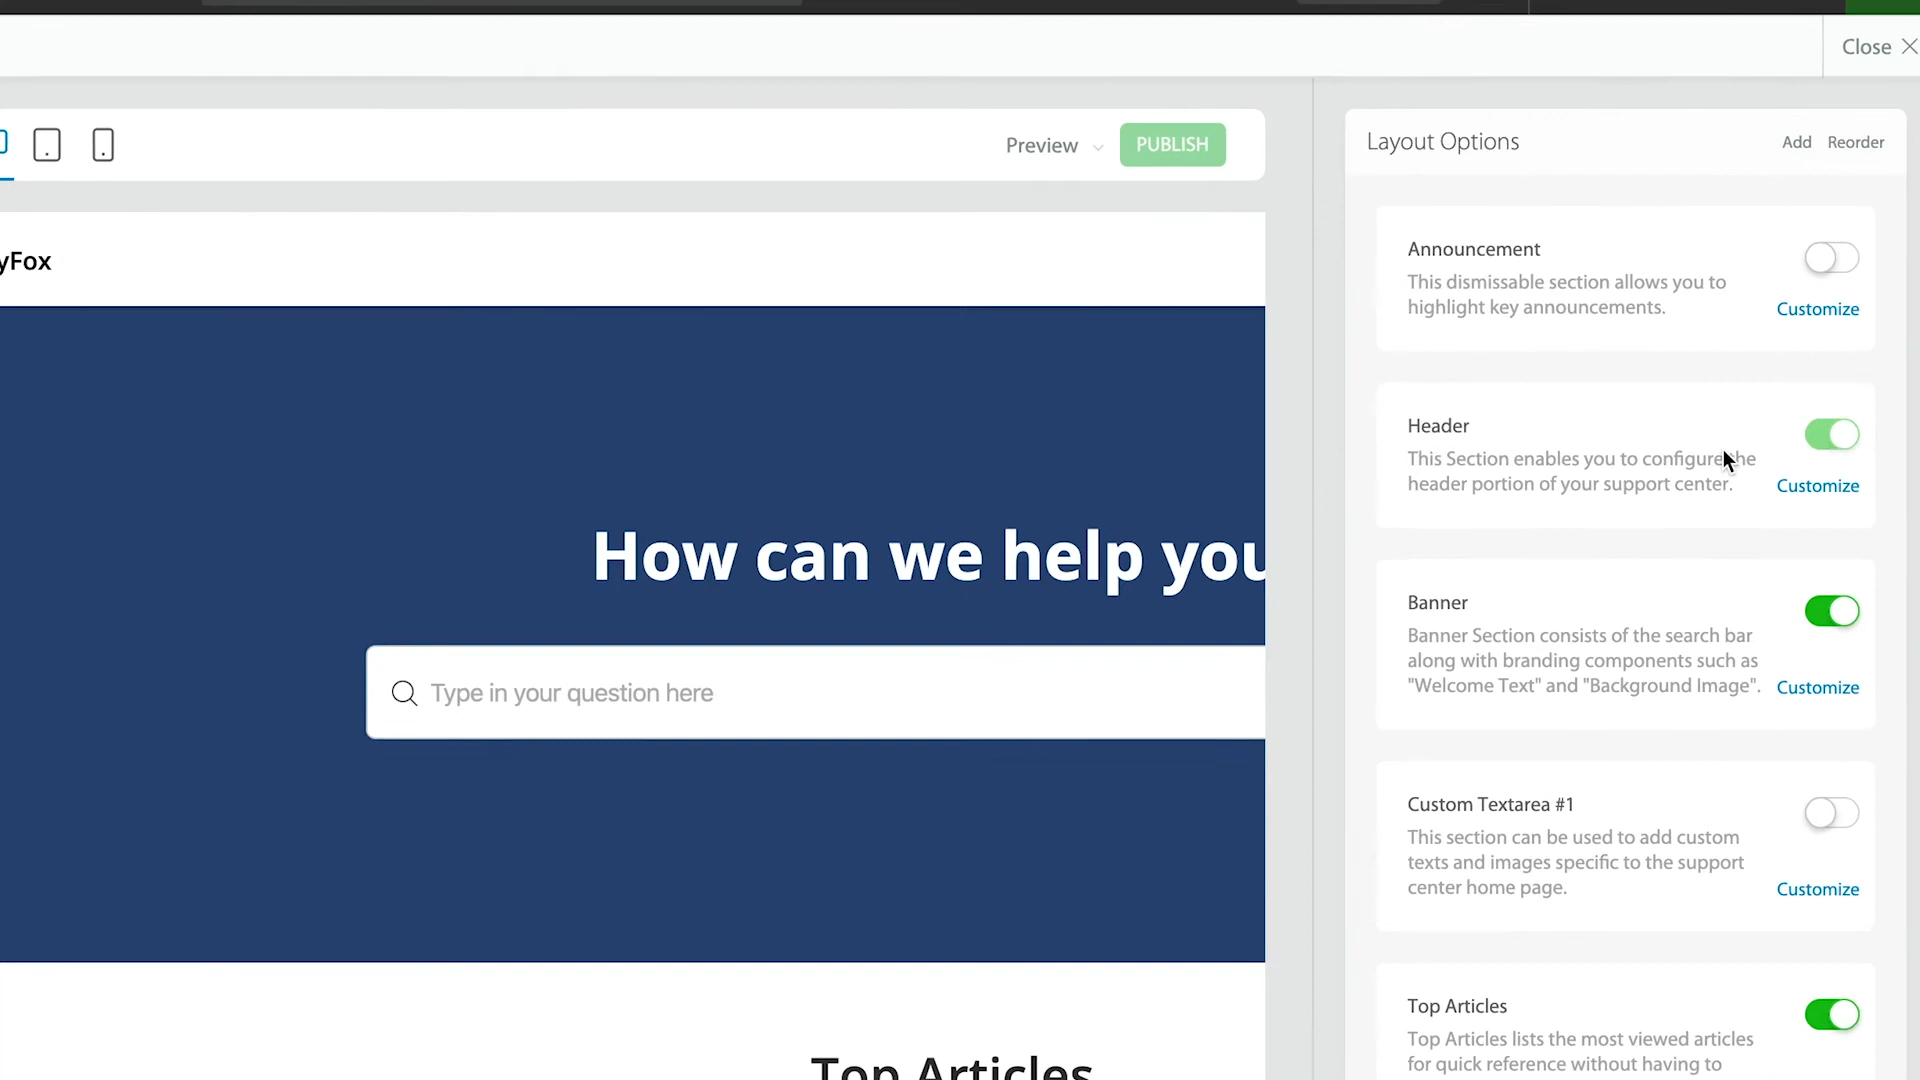 Close
Preview
PUBLISH
yFox
How can we help you
Type in your question here
Top Articles
Layout Options
Add
Reorder
Announcement
This dismissable section allows you to
highlight key announcements.
Customize
Header
This Section enables you to configure the
header portion of your support center.
Customize
Banner
Banner Section consists of the search bar
along with branding components such as
"Welcome Text" and "Background Image".
Customize
Custom Textarea #1
This section can be used to add custom
texts and images specific to the support
center home page.
Customize
Top Articles
Top Articles lists the most viewed articles
for quick reference without having to